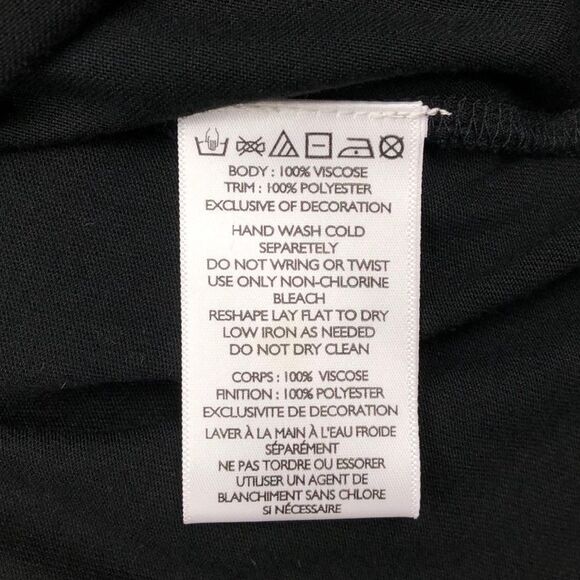 BODY : 100% VISCOSE
TRIM : 100% POLYESTER
EXCLUSIVE OF DECORATION
HAND WASH COLD
SEPARETELY
DO NOT WRING OR TWIST
USE ONLY NON-CHLORINE
BLEACH
RESHAPE LAY FLAT TO DRY
LOW IRON AS NEEDED
DO NOT DRY CLEAN
CORPS : 100% VISCOSE
FINITION : 100% POLYESTER
EXCLUSIVITE DE DECORATION
LAVER À LA MAIN À L'EAU FROIDE
SÉPARÉMENT
NE PAS TORDRE OU ESSORER
UTILISER UN AGENT DE
BLANCHIMENT SANS CHLORE
SI NÉCESSAIRE